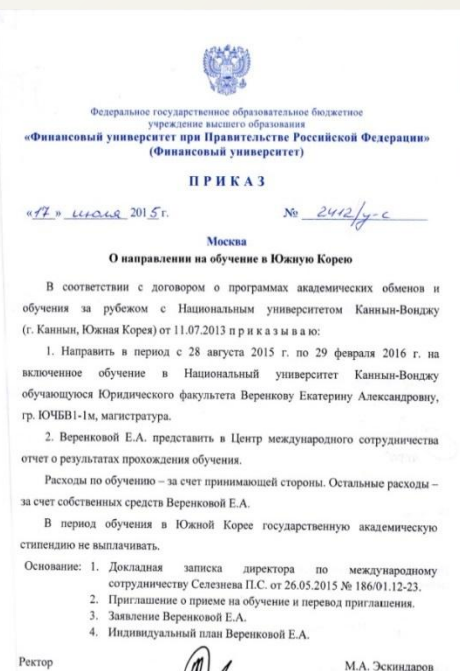 Федеральное государственное образовательное бюджетное
учреждение высшего образования
«Финансовый университет при Правительстве Российской Федерации»
(Финансовый университет)
П Р И К А З
«17» июля 2015 г. № 2412/у-с
Москва
О направлении на обучение в Южную Корею
В соответствии с договором о программах академических обменов и
обучения за рубежом с Национальным университетом Каннын-Вонджу
(г. Каннын, Южная Корея) от 11.07.2013 п р и к а з ы в а ю:
1. Направить в период с 28 августа 2015 г. по 29 февраля 2016 г. на
включенное обучение в Национальный университет Каннын-Вонджу
обучающуюся Юридического факультета Веренкову Екатерину Александровну,
гр. ЮЧБВ1-1м, магистратура.
2. Веренковой Е.А. представить в Центр международного сотрудничества
отчет о результатах прохождения обучения.
Расходы по обучению – за счет принимающей стороны. Остальные расходы –
за счет собственных средств Веренковой Е.А.
В период обучения в Южной Корее государственную академическую
стипендию не выплачивать.
Основание: 1. Докладная записка директора по международному
сотрудничеству Селезнева П.С. от 26.05.2015 № 186/01.12-23.
2. Приглашение о приеме на обучение и перевод приглашения.
3. Заявление Веренковой Е.А.
4. Индивидуальный план Веренковой Е.А.
Ректор М.А. Эскиндаров